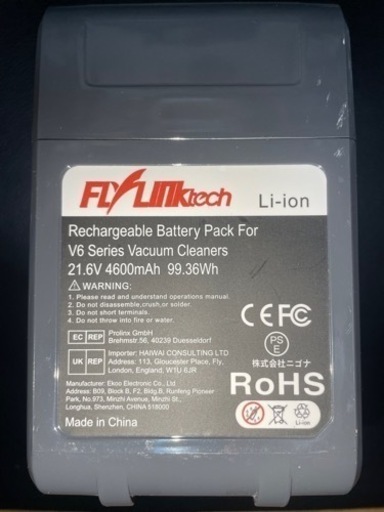 FLYLINKtech
Li-ion
Rechargeable Battery Pack For
V6 Series Vacuum Cleaners
21.6V 4600mAh 99.36Wh
WARNING:
1. Please read and understand operations manual.
2. Do not disassemble,crush,or solder.
3. Do not short terminals.
4. Do not throw into fire or water.
EC REP
Prolinx GmbH
Brehmstr.56, 40239 Duesseldorf
UK REP
Importer: HAIWAI CONSULTING LTD
Address: 113, Gloucester Place, Fly,
London, England, W1U 6JR
Manufacturer: Ekoo Electronic Co., Ltd
Address: B09, Block B, F2, Bldg,B, Runfeng Pioneer
Park, No.973, Minzhi Avenue, Minzhi St.,
Longhua, Shenzhen, CHINA 518000
Made in China
CE FC
PS
E
株式会社ニゴナ
RoHS
Li-ion